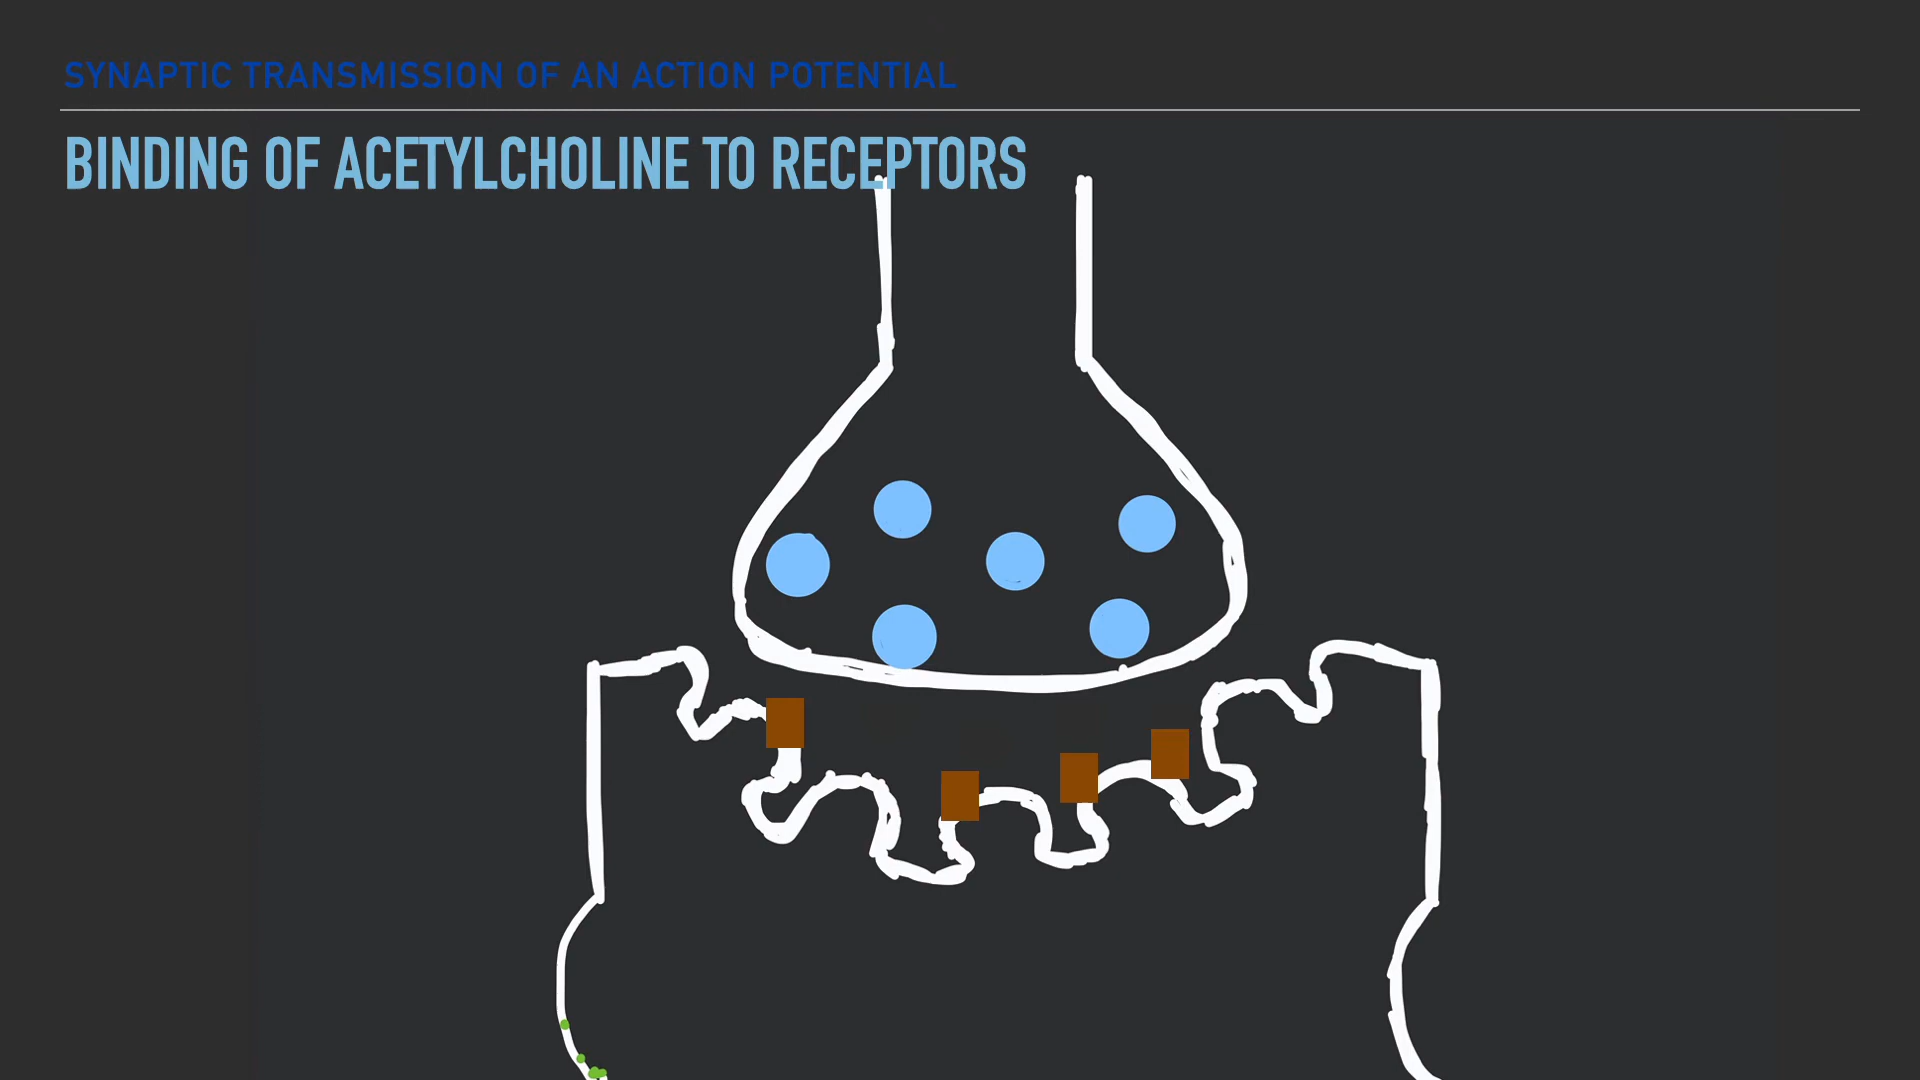 SYNAPTIC TRANSMISSION OF AN ACTION POTENTIAL
BINDING OF ACETYLCHOLINE TO RECEPTORS